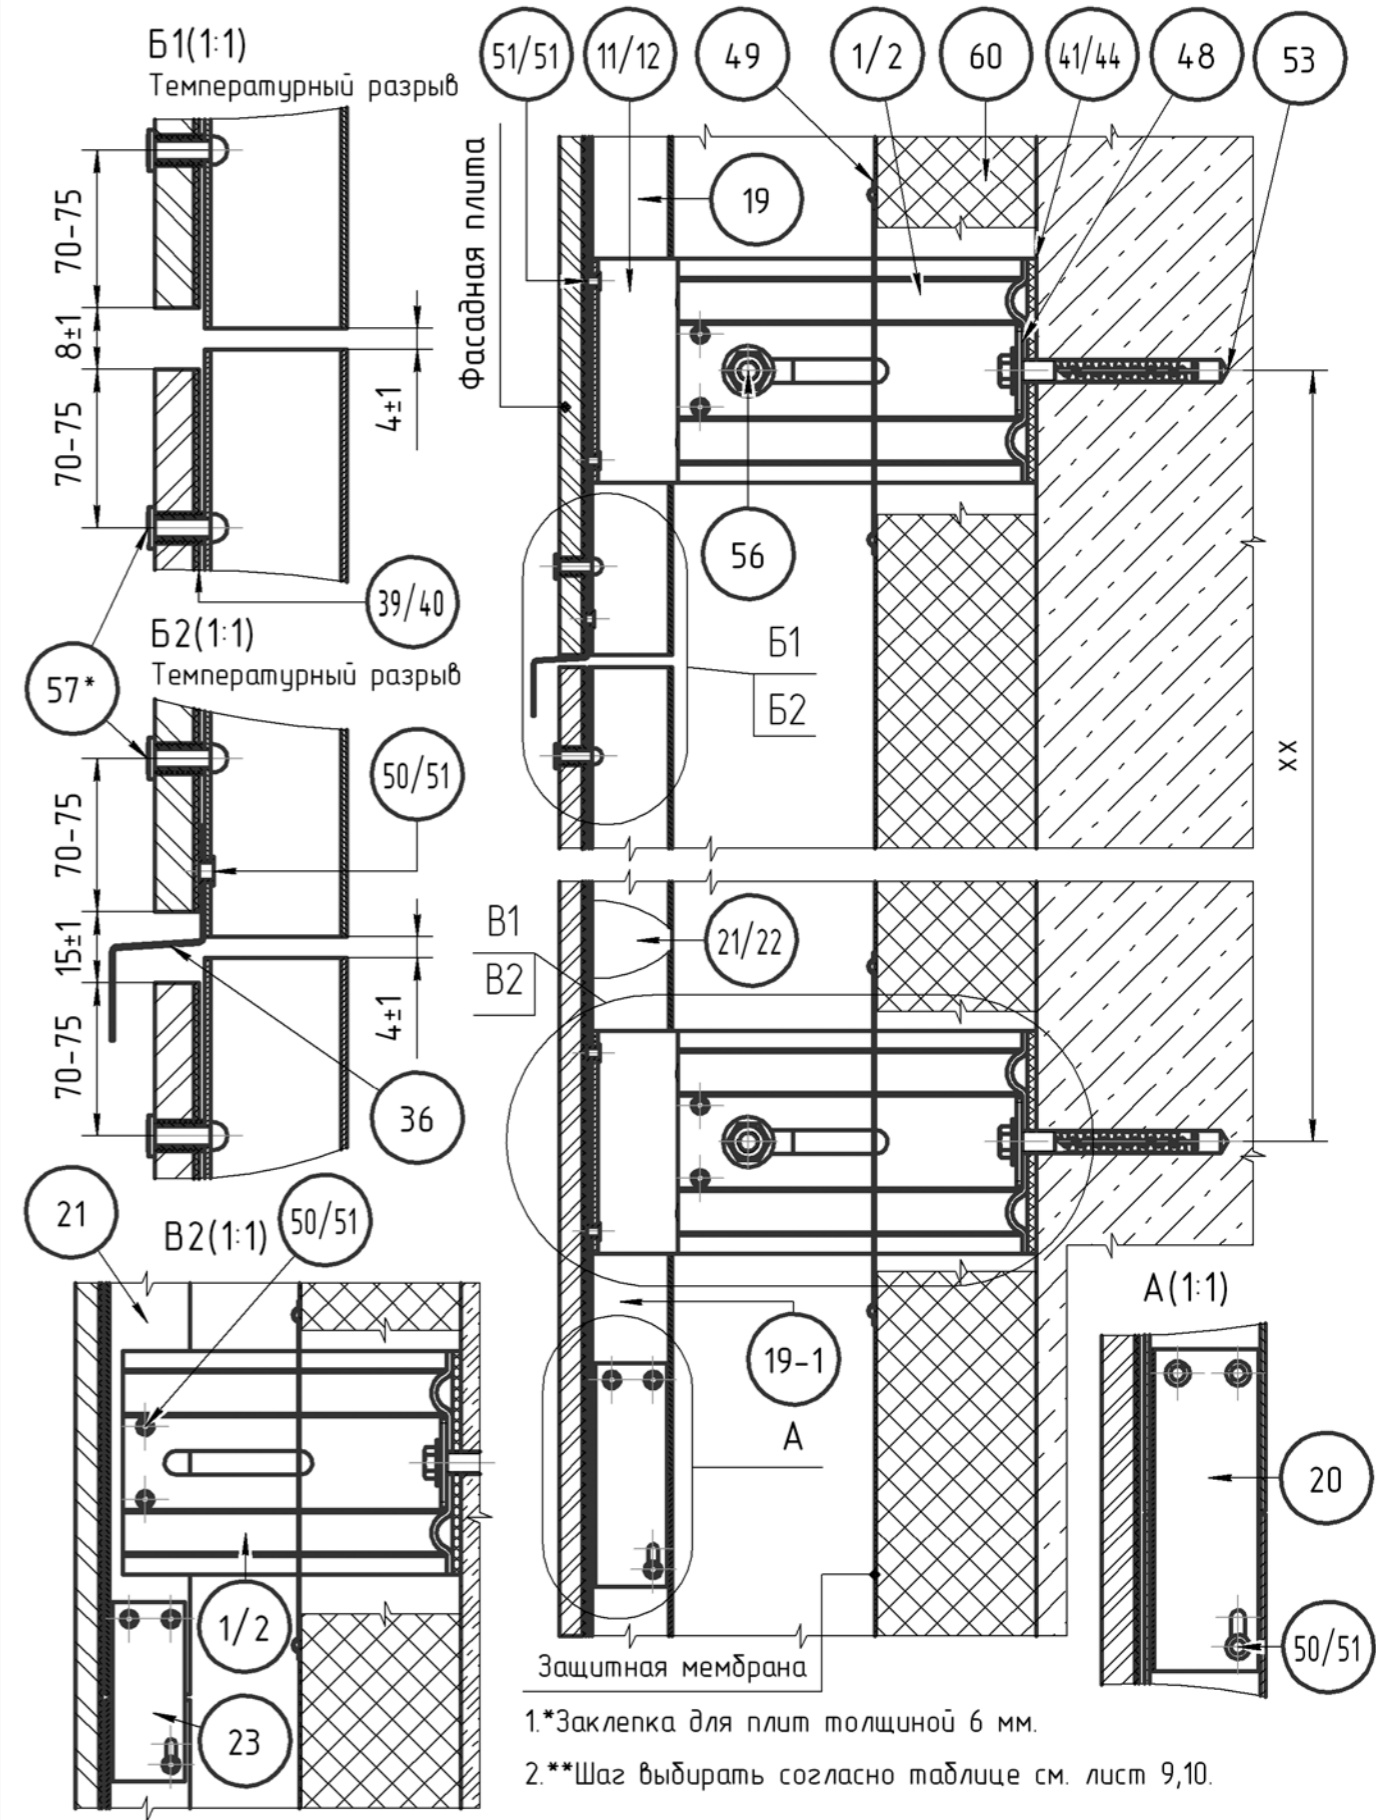 Б1(1:1)
Температурный разрыв
51/51
11/12
49
1/2
60
41/44
48
53
Фасадная плита
19
70-75
8±1
70-75
4±1
56
39/40
Б2(1:1)
Температурный разрыв
57*
50/51
Б1
Б2
XX
70-75
15±1
70-75
4±1
36
В1
В2
21/22
21
В2(1:1)
50/51
19-1
А
А(1:1)
20
50/51
1/2
23
Защитная мембрана
1.*Заклепка для плит толщиной 6 мм.
2.**Шаг выбирать согласно таблице см. лист 9,10.